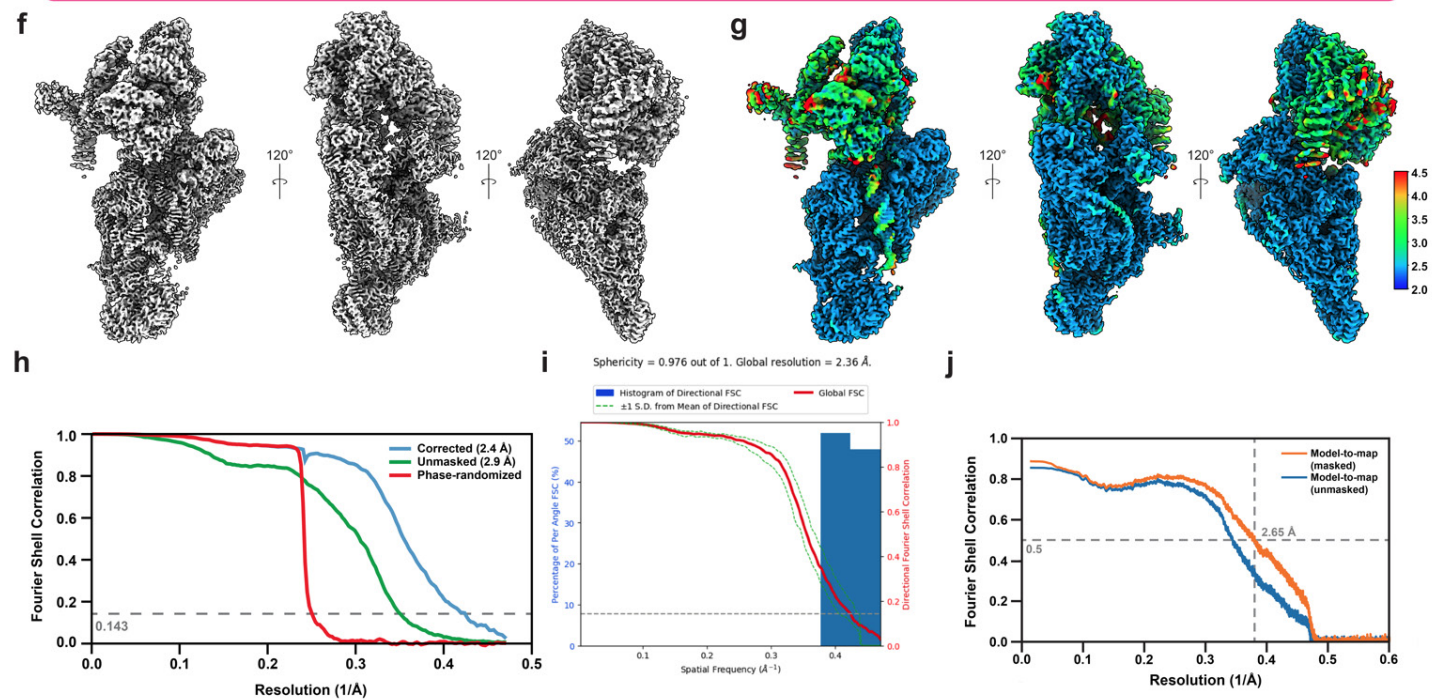 f
g
120°
120°
120°
120°
4.5
4.0
3.5
3.0
2.5
2.0
h
Fourier Shell Correlation
1.0
0.8
0.6
0.4
0.2
0.0
0.143
Corrected (2.4 Å)
Unmasked (2.9 Å)
Phase-randomized
0.0 0.1 0.2 0.3 0.4 0.5
Resolution (1/Å)
i
Sphericity = 0.976 out of 1. Global resolution = 2.36 Å.
Histogram of Directional FSC
Global FSC
±1 S.D. from Mean of Directional FSC
Percentage of Per Angle FSC (%)
50
40
30
20
10
0
1.0
0.8
0.6
0.4
0.2
0.0
Directional Fourier Shell Correlation
0.1 0.2 0.3 0.4
Spatial Frequency (Å⁻¹)
j
Fourier Shell Correlation
1.0
0.8
0.6
0.4
0.2
0.0
Model-to-map
(masked)
Model-to-map
(unmasked)
2.65 Å
0.5
0.0 0.1 0.2 0.3 0.4 0.5 0.6
Resolution (1/Å)